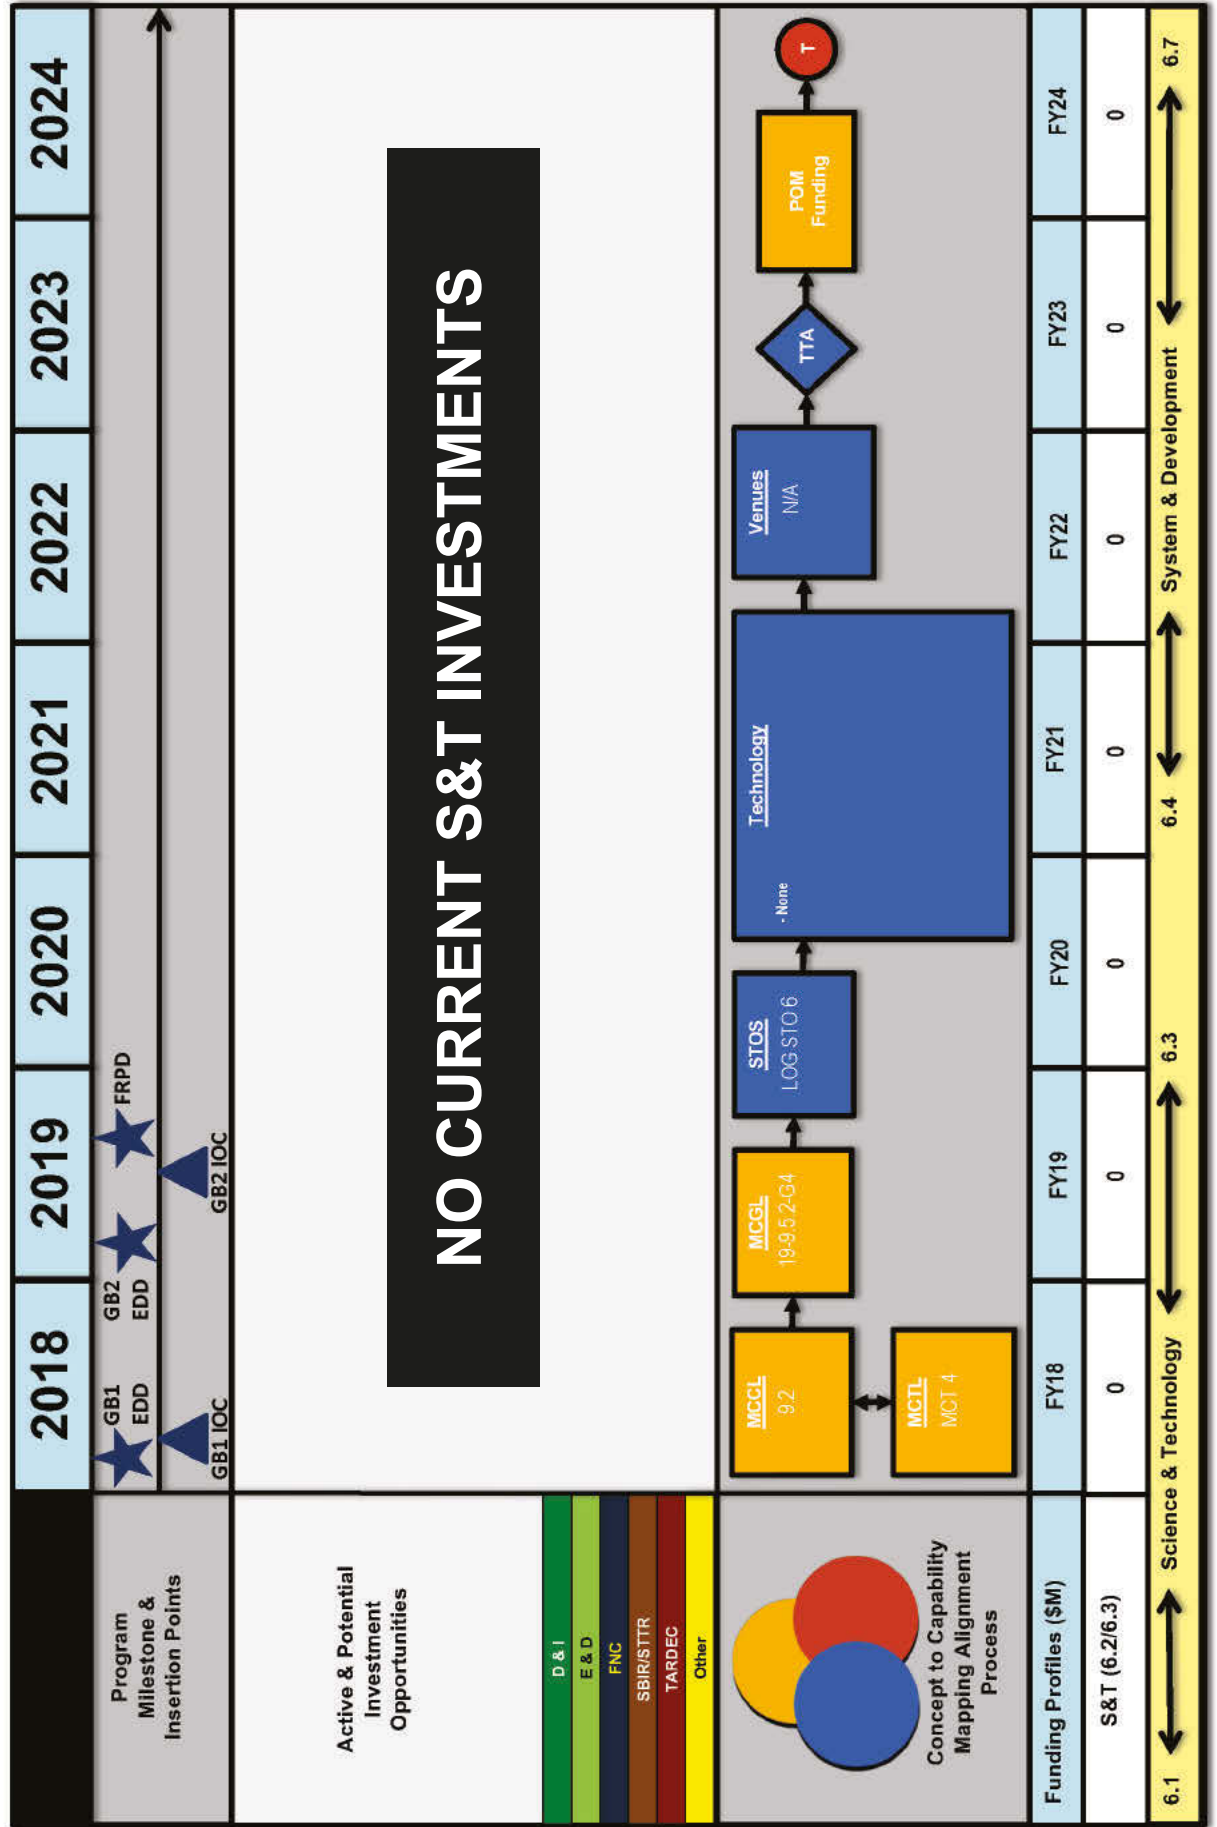 2018
2019
2020
2021
2022
2023
2024
Program
Milestone &
Insertion Points
GB1
EDD
GB2
EDD
FRPD
GB1 IOC
GB2 IOC
Active & Potential
Investment
Opportunities
D & I
E & D
FNC
SBIR/STTR
TARDEC
Other
NO CURRENT S&T INVESTMENTS
Concept to Capability
Mapping Alignment
Process
MCCL
9.2
MCTL
MCT 4
MCGL
19-9.5.2-G4
STOS
LOG STO 6
Technology
- None
Venues
N/A
TTA
POM
Funding
T
Funding Profiles ($M)
FY18
FY19
FY20
FY21
FY22
FY23
FY24
S&T (6.2/6.3)
0
0
0
0
0
0
0
6.1
Science & Technology
6.3
6.4
System & Development
6.7